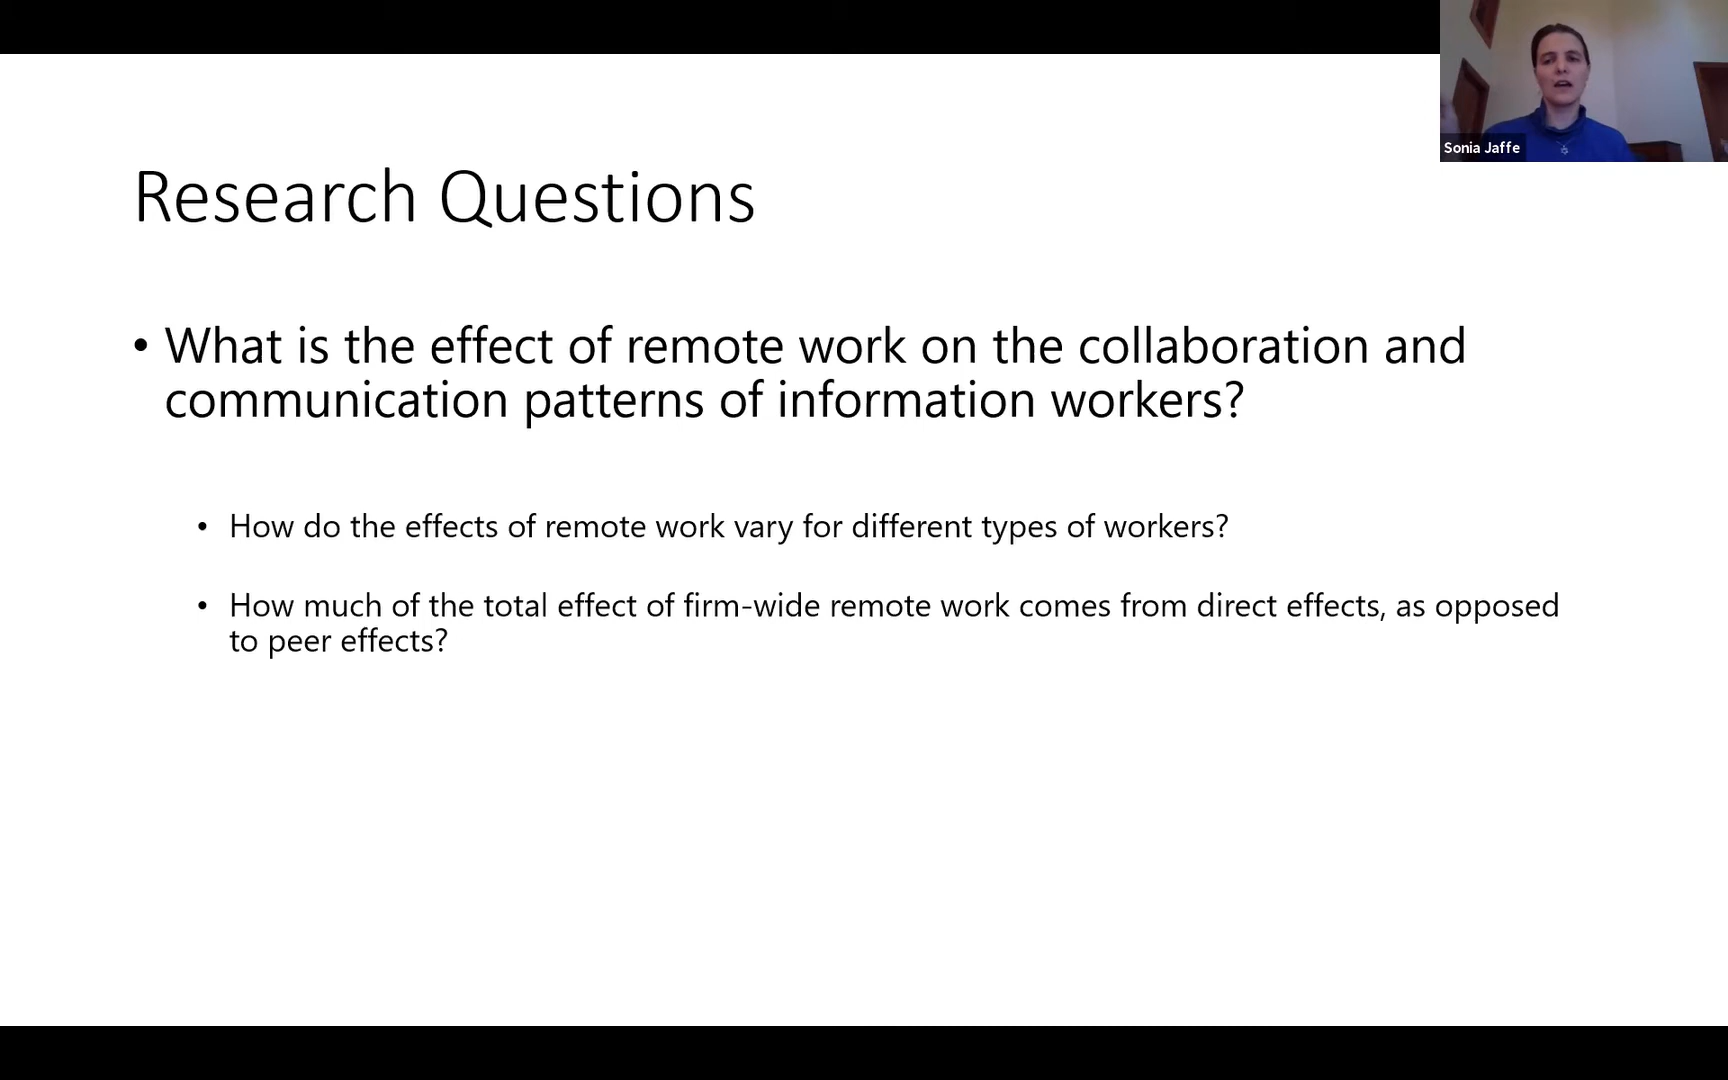 Sonia Jaffe
Research Questions
• What is the effect of remote work on the collaboration and
communication patterns of information workers?
• How do the effects of remote work vary for different types of workers?
• How much of the total effect of firm-wide remote work comes from direct effects, as opposed
to peer effects?